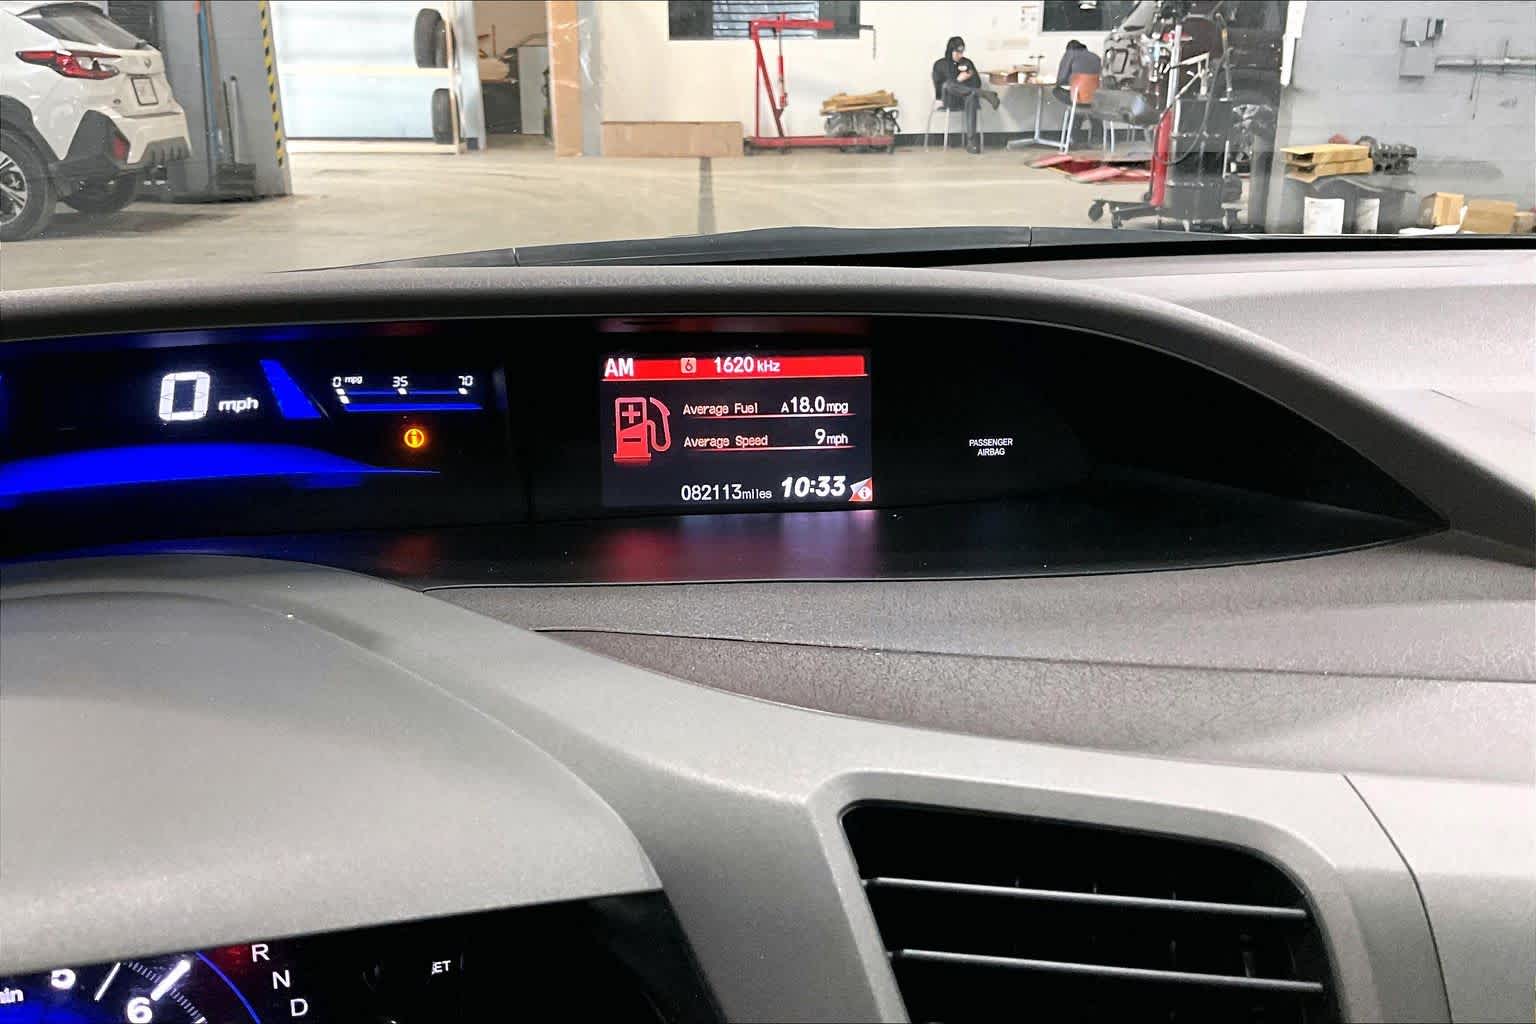 0 mph
0 mpg 35 70
AM 6 1620 kHz
Average Fuel A 18.0 mpg
Average Speed 9 mph
082113 miles 10:33
PASSENGER
AIRBAG
5
6
R
N
D